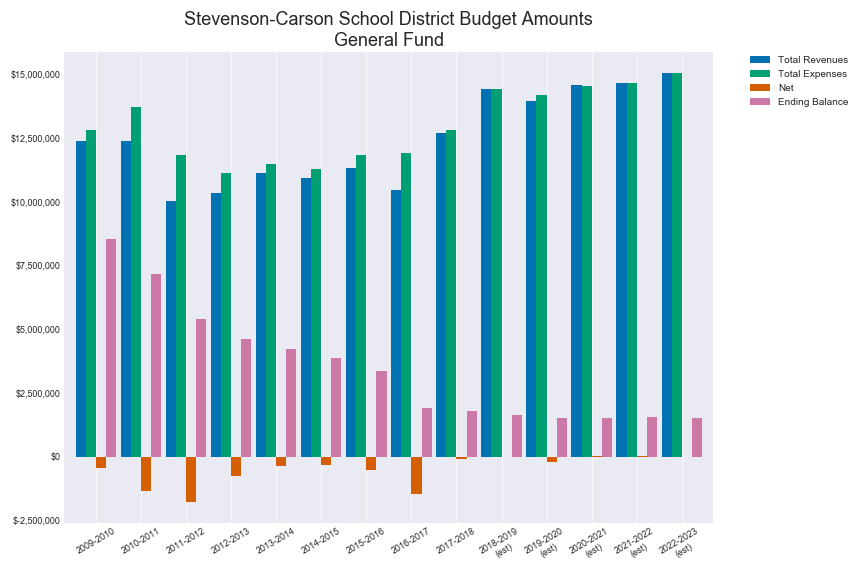 Stevenson-Carson School District Budget Amounts
General Fund
Total Revenues
Total Expenses
Net
Ending Balance
$15,000,000
$12,500,000
$10,000,000
$7,500,000
$5,000,000
$2,500,000
$0
$-2,500,000
2009-2010
2010-2011
2011-2012
2012-2013
2013-2014
2014-2015
2015-2016
2016-2017
2017-2018
2018-2019
(est)
2019-2020
(est)
2020-2021
(est)
2021-2022
(est)
2022-2023
(est)